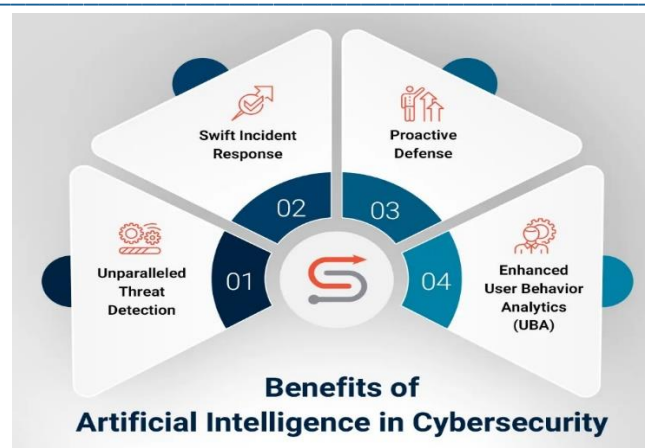 01
Unparalleled
Threat
Detection
02
Swift Incident
Response
03
Proactive
Defense
04
Enhanced
User Behavior
Analytics
(UBA)
Benefits of
Artificial Intelligence in Cybersecurity